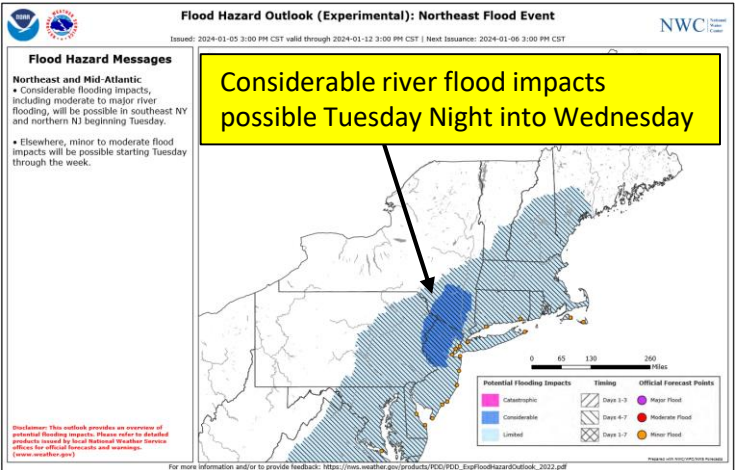 Flood Hazard Outlook (Experimental): Northeast Flood Event
NOAA
NWC National Water Center
Issued: 2024-01-05 3:00 PM CST valid through 2024-01-12 3:00 PM CST | Next Issuance: 2024-01-06 3:00 PM CST
Flood Hazard Messages
Northeast and Mid-Atlantic
• Considerable flooding impacts,
including moderate to major river
flooding, will be possible in southeast NY
and northern NJ beginning Tuesday.
• Elsewhere, minor to moderate flood
impacts will be possible starting Tuesday
through the week.
Considerable river flood impacts
possible Tuesday Night into Wednesday
0 65 130 260
Miles
Potential Flooding Impacts Timing Official Forecast Points
Catastrophic Days 1-3 Major Flood
Considerable Days 4-7 Moderate Flood
Limited Days 1-7 Minor Flood
Disclaimer: This outlook provides an overview of
potential flooding impacts. Please refer to detailed
products issued by local National Weather Service
offices for official forecasts and warnings.
(www.weather.gov)
For more information and/or to provide feedback: https://nws.weather.gov/products/PDD/PDD_ExpFloodHazardOutlook_2022.pdf